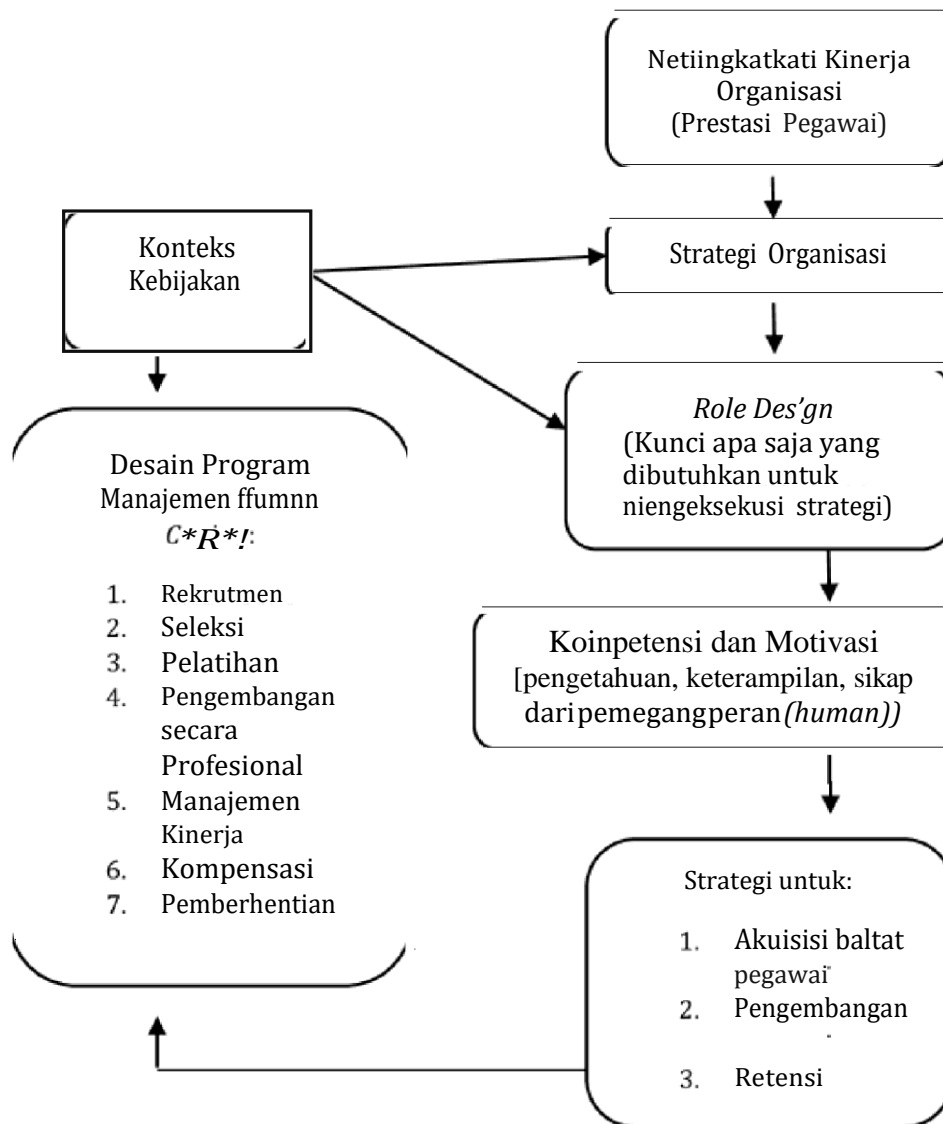 Netiingkatkati Kinerja
Organisasi
(Prestasi Pegawai)
Konteks
Kebijakan
Strategi Organisasi
Role Des'gn
(Kunci apa saja yang
dibutuhkan untuk
niengeksekusi strategi)
Desain Program
Manajemen ffumnn
C*R*!:
1. Rekrutmen
2. Seleksi
3. Pelatihan
4. Pengembangan
secara
Profesional
5. Manajemen
Kinerja
6. Kompensasi
7. Pemberhentian
Koinpetensi dan Motivasi
[pengetahuan, keterampilan, sikap
daripemegangperan(human))
Strategi untuk:
1. Akuisisi baltat
pegawai
2. Pengembangan
3. Retensi